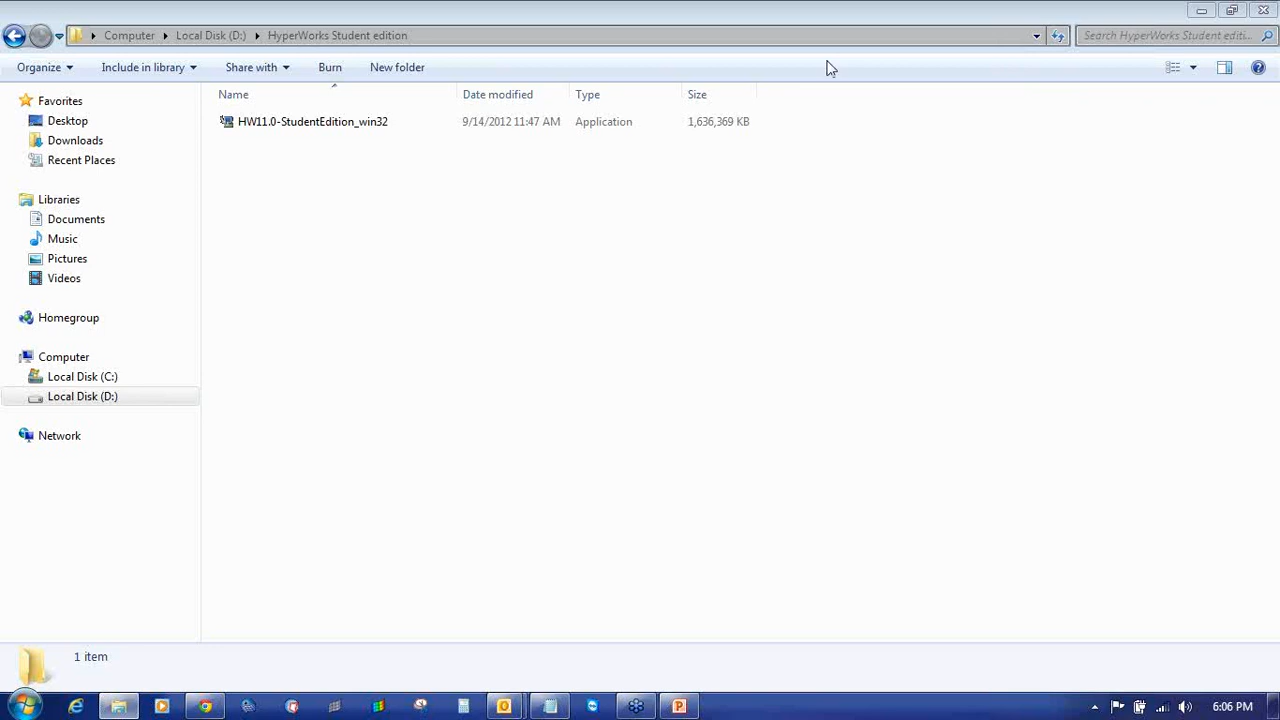 Computer Local Disk (D:) HyperWorks Student edition Search HyperWorks Student editi...
Organize Include in library Share with Burn New folder
Name Date modified Type Size
HW11.0-StudentEdition_win32 9/14/2012 11:47 AM Application 1,636,369 KB
Favorites
Desktop
Downloads
Recent Places
Libraries
Documents
Music
Pictures
Videos
Homegroup
Computer
Local Disk (C:)
Local Disk (D:)
Network
1 item
6:06 PM